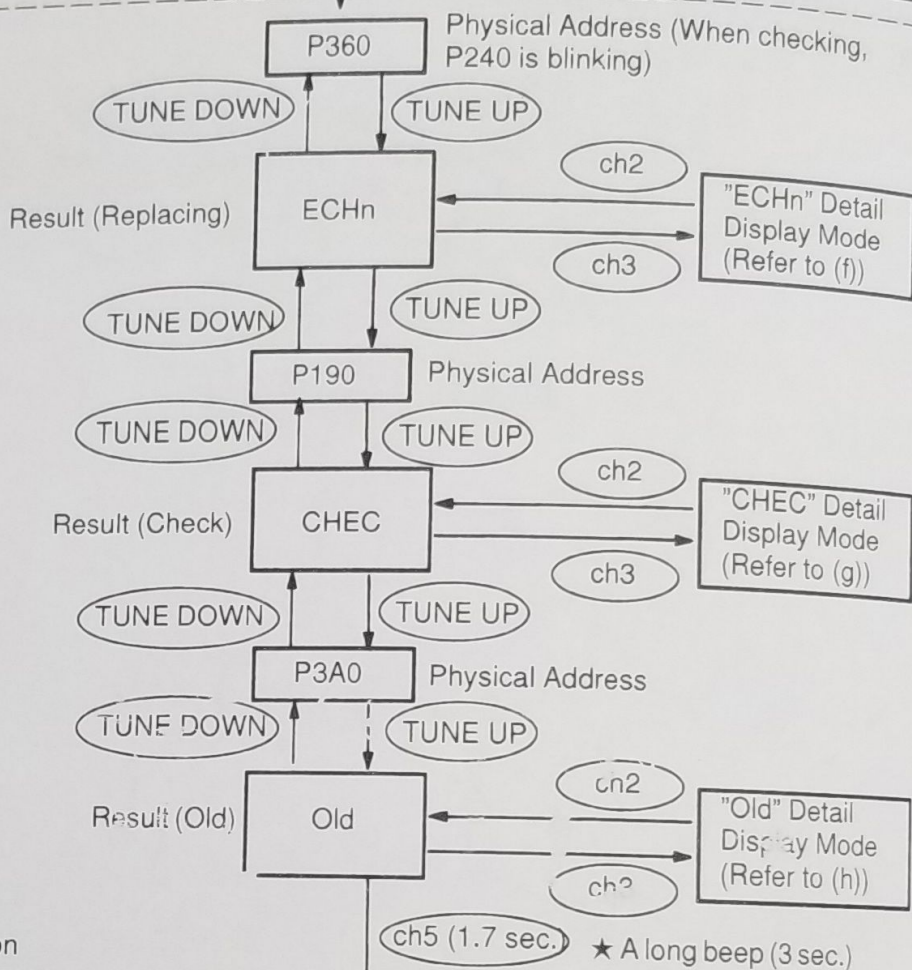 P360
Physical Address (When checking,
P240 is blinking)
TUNE DOWN
TUNE UP
ch2
Result (Replacing)
ECHn
"ECHn" Detail
Display Mode
(Refer to (f))
ch3
TUNE DOWN
TUNE UP
P190
Physical Address
TUNE DOWN
TUNE UP
ch2
Result (Check)
CHEC
"CHEC" Detail
Display Mode
(Refer to (g))
ch3
TUNE DOWN
TUNE UP
P3A0
Physical Address
TUNE DOWN
TUNE UP
ch2
Result (Old)
Old
"Old" Detail
Display Mode
(Refer to (h))
ch5 (1.7 sec.)
★ A long beep (3 sec.)